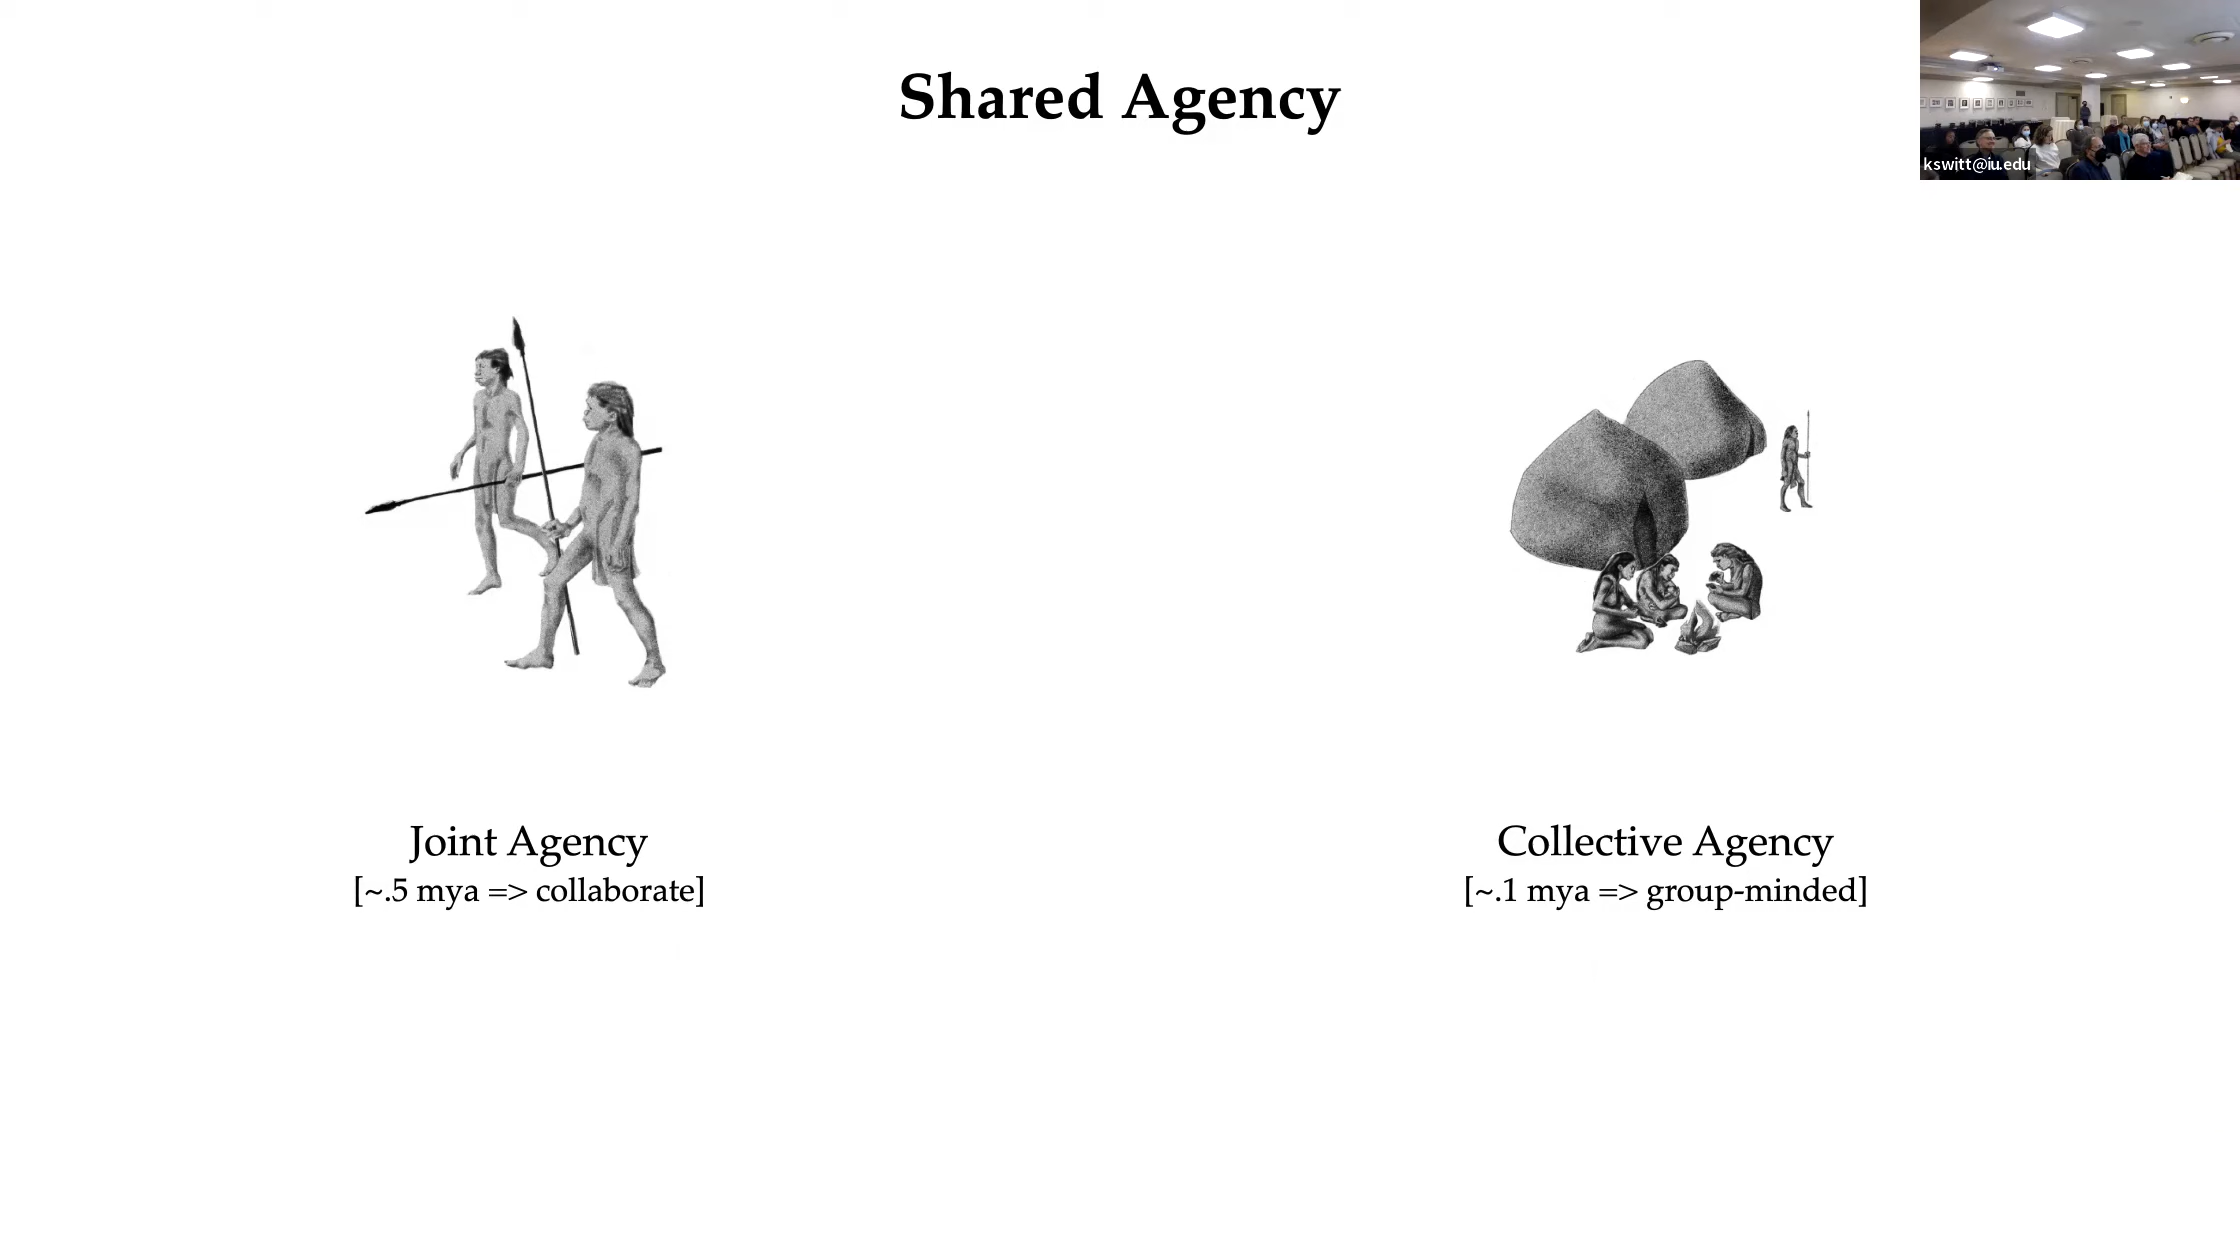 Shared Agency
kswitt@iu.edu
Joint Agency
[~.5 mya => collaborate]
Collective Agency
[~.1 mya => group-minded]